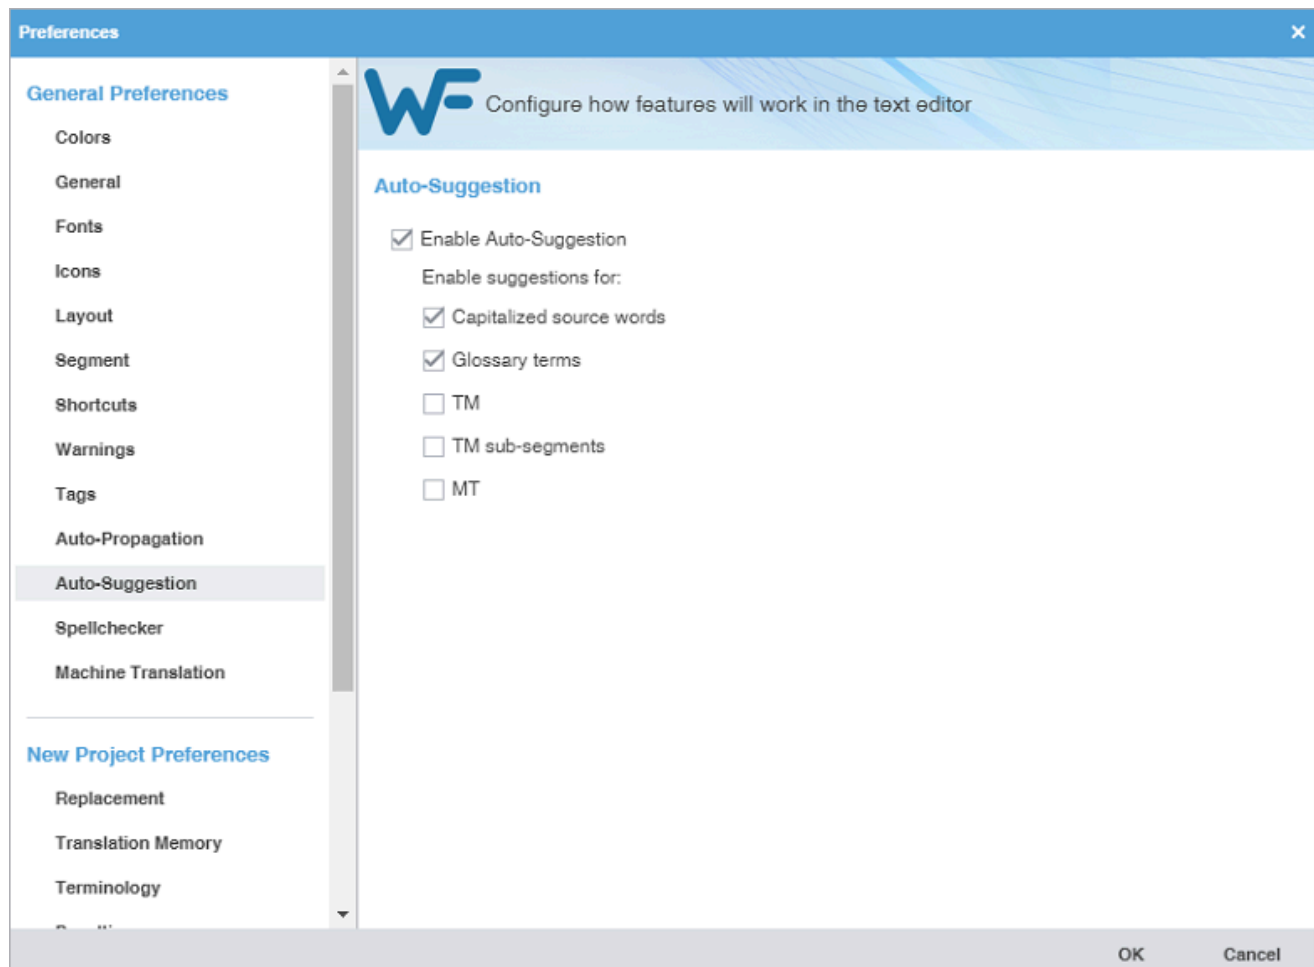 Preferences
General Preferences
Colors
General
Fonts
Icons
Layout
Segment
Shortcuts
Warnings
Tags
Auto-Propagation
Auto-Suggestion
Spellchecker
Machine Translation
New Project Preferences
Replacement
Translation Memory
Terminology
WF
Configure how features will work in the text editor
Auto-Suggestion
Enable Auto-Suggestion
Enable suggestions for:
Capitalized source words
Glossary terms
TM
TM sub-segments
MT
OK Cancel